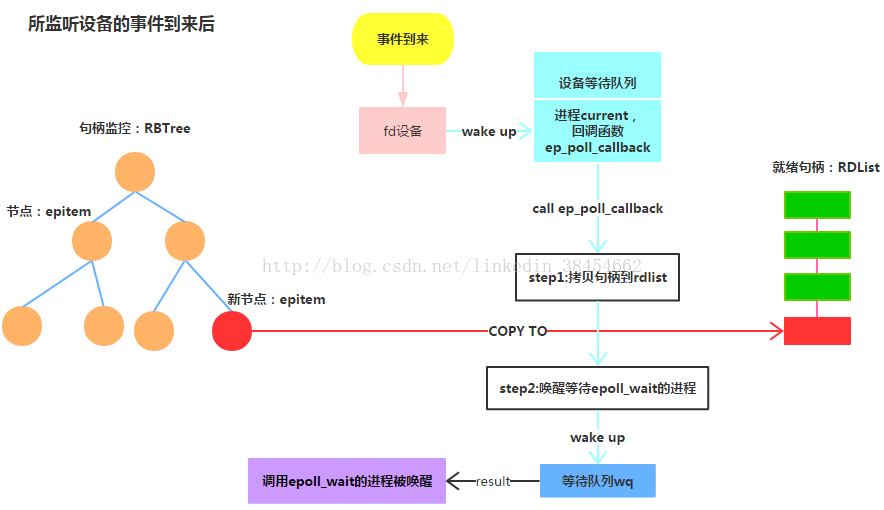 所监听设备的事件到来后
事件到来
设备等待队列
fd设备
wake up
进程current，
回调函数
ep_poll_callback
句柄监控：RBTree
就绪句柄：RDList
节点：epitem
call ep_poll_callback
http://blog.csdn.net/linkedin_38454662
step1:拷贝句柄到rdlist
新节点：epitem
COPY TO
step2:唤醒等待epoll_wait的进程
wake up
调用epoll_wait的进程被唤醒
result
等待队列wq